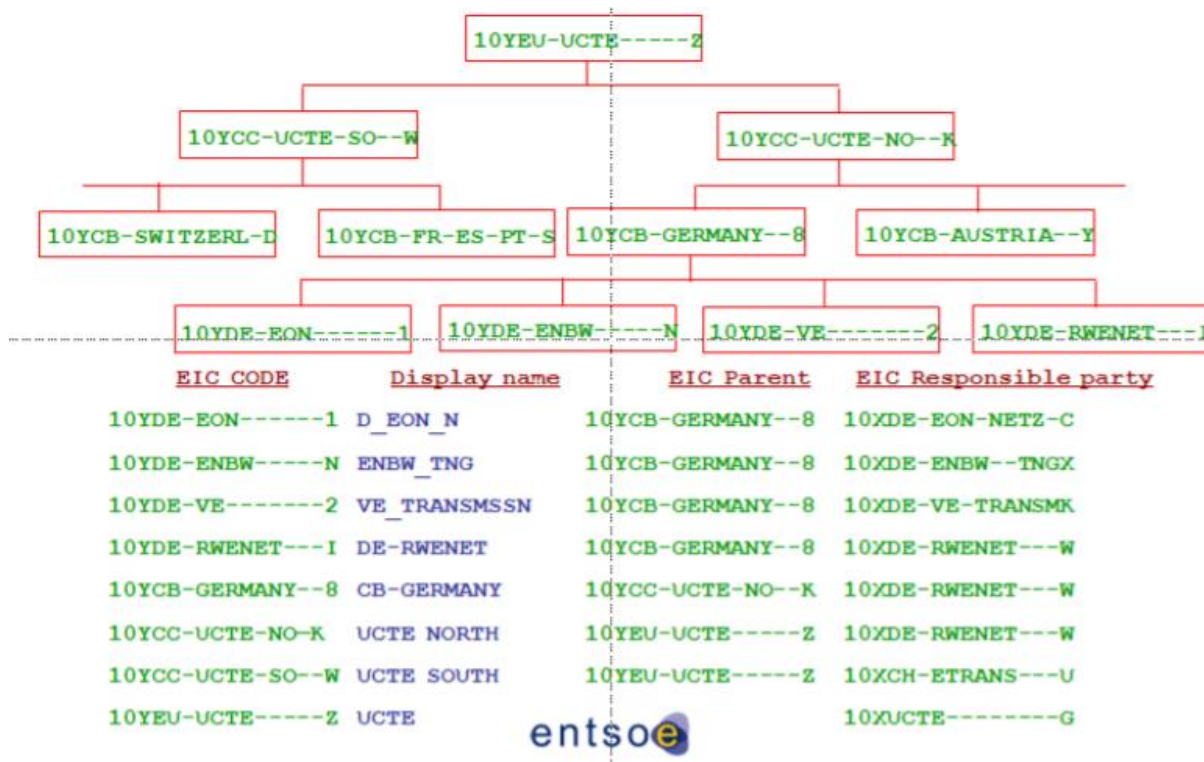 10YEU-UCTE-----Z
10YCC-UCTE-SO--W 10YCC-UCTE-NO--K
10YCB-SWITZERL-D 10YCB-FR-ES-PT-S 10YCB-GERMANY--8 10YCB-AUSTRIA--Y
10YDE-EON------1 10YDE-ENBW-----N 10YDE-VE-------2 10YDE-RWENET---I
EIC CODE Display name EIC Parent EIC Responsible party
10YDE-EON------1 D_EON_N 10YCB-GERMANY--8 10XDE-EON-NETZ-C
10YDE-ENBW-----N ENBW_TNG 10YCB-GERMANY--8 10XDE-ENBW--TNGX
10YDE-VE-------2 VE_TRANSMSSN 10YCB-GERMANY--8 10XDE-VE-TRANSMK
10YDE-RWENET---I DE-RWENET 10YCB-GERMANY--8 10XDE-RWENET---W
10YCB-GERMANY--8 CB-GERMANY 10YCC-UCTE-NO--K 10XDE-RWENET---W
10YCC-UCTE-NO-K UCTE NORTH 10YEU-UCTE-----Z 10XDE-RWENET---W
10YCC-UCTE-SO--W UCTE SOUTH 10YEU-UCTE-----Z 10XCH-ETRANS---U
10YEU-UCTE-----Z UCTE 10XUCTE--------G
entsoe